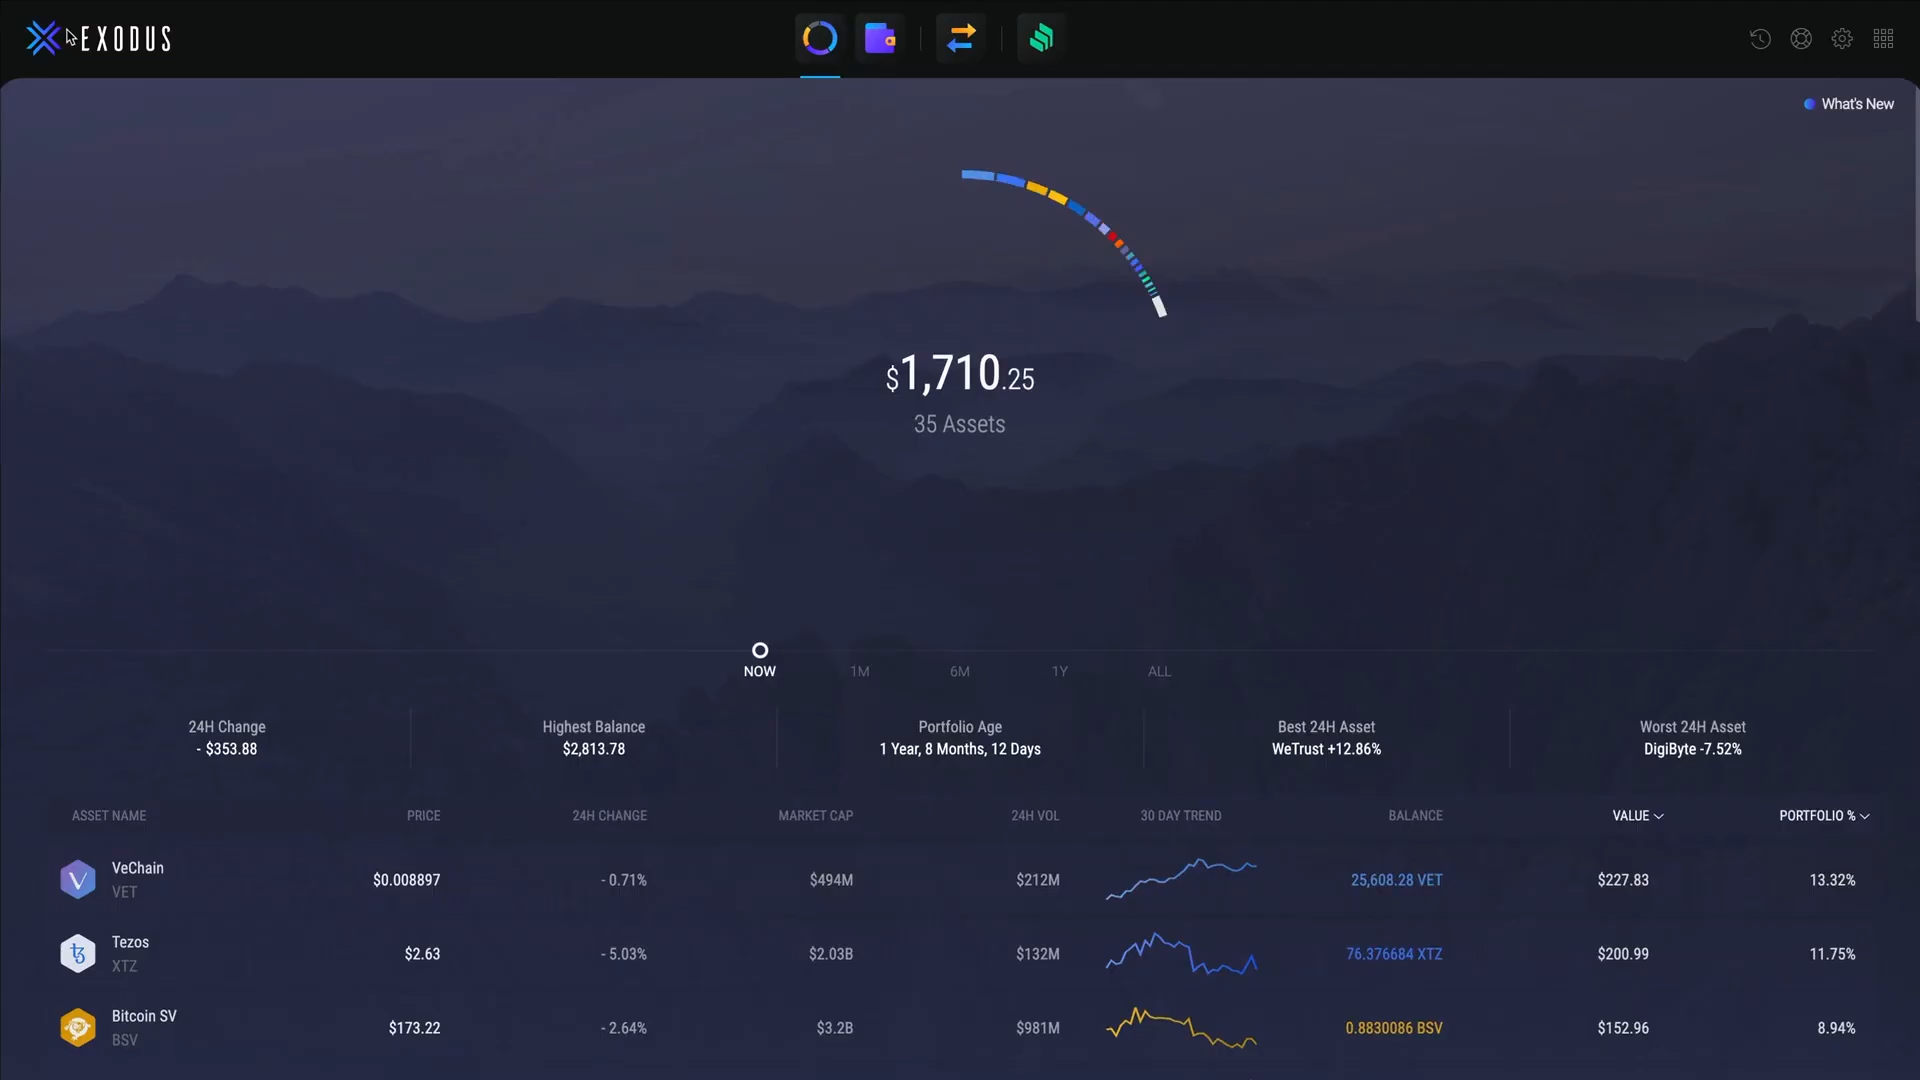 EXODUS
What's New
$1,710.25
35 Assets
NOW 1M 6M 1Y ALL
24H Change Highest Balance Portfolio Age Best 24H Asset Worst 24H Asset
- $353.88 $2,813.78 1 Year, 8 Months, 12 Days WeTrust +12.86% DigiByte -7.52%
ASSET NAME PRICE 24H CHANGE MARKET CAP 24H VOL 30 DAY TREND BALANCE VALUE PORTFOLIO %
VeChain
VET $0.008897 - 0.71% $494M $212M 25,608.28 VET $227.83 13.32%
Tezos
XTZ $2.63 - 5.03% $2.03B $132M 76.376684 XTZ $200.99 11.75%
Bitcoin SV
BSV $173.22 - 2.64% $3.2B $981M 0.8830086 BSV $152.96 8.94%